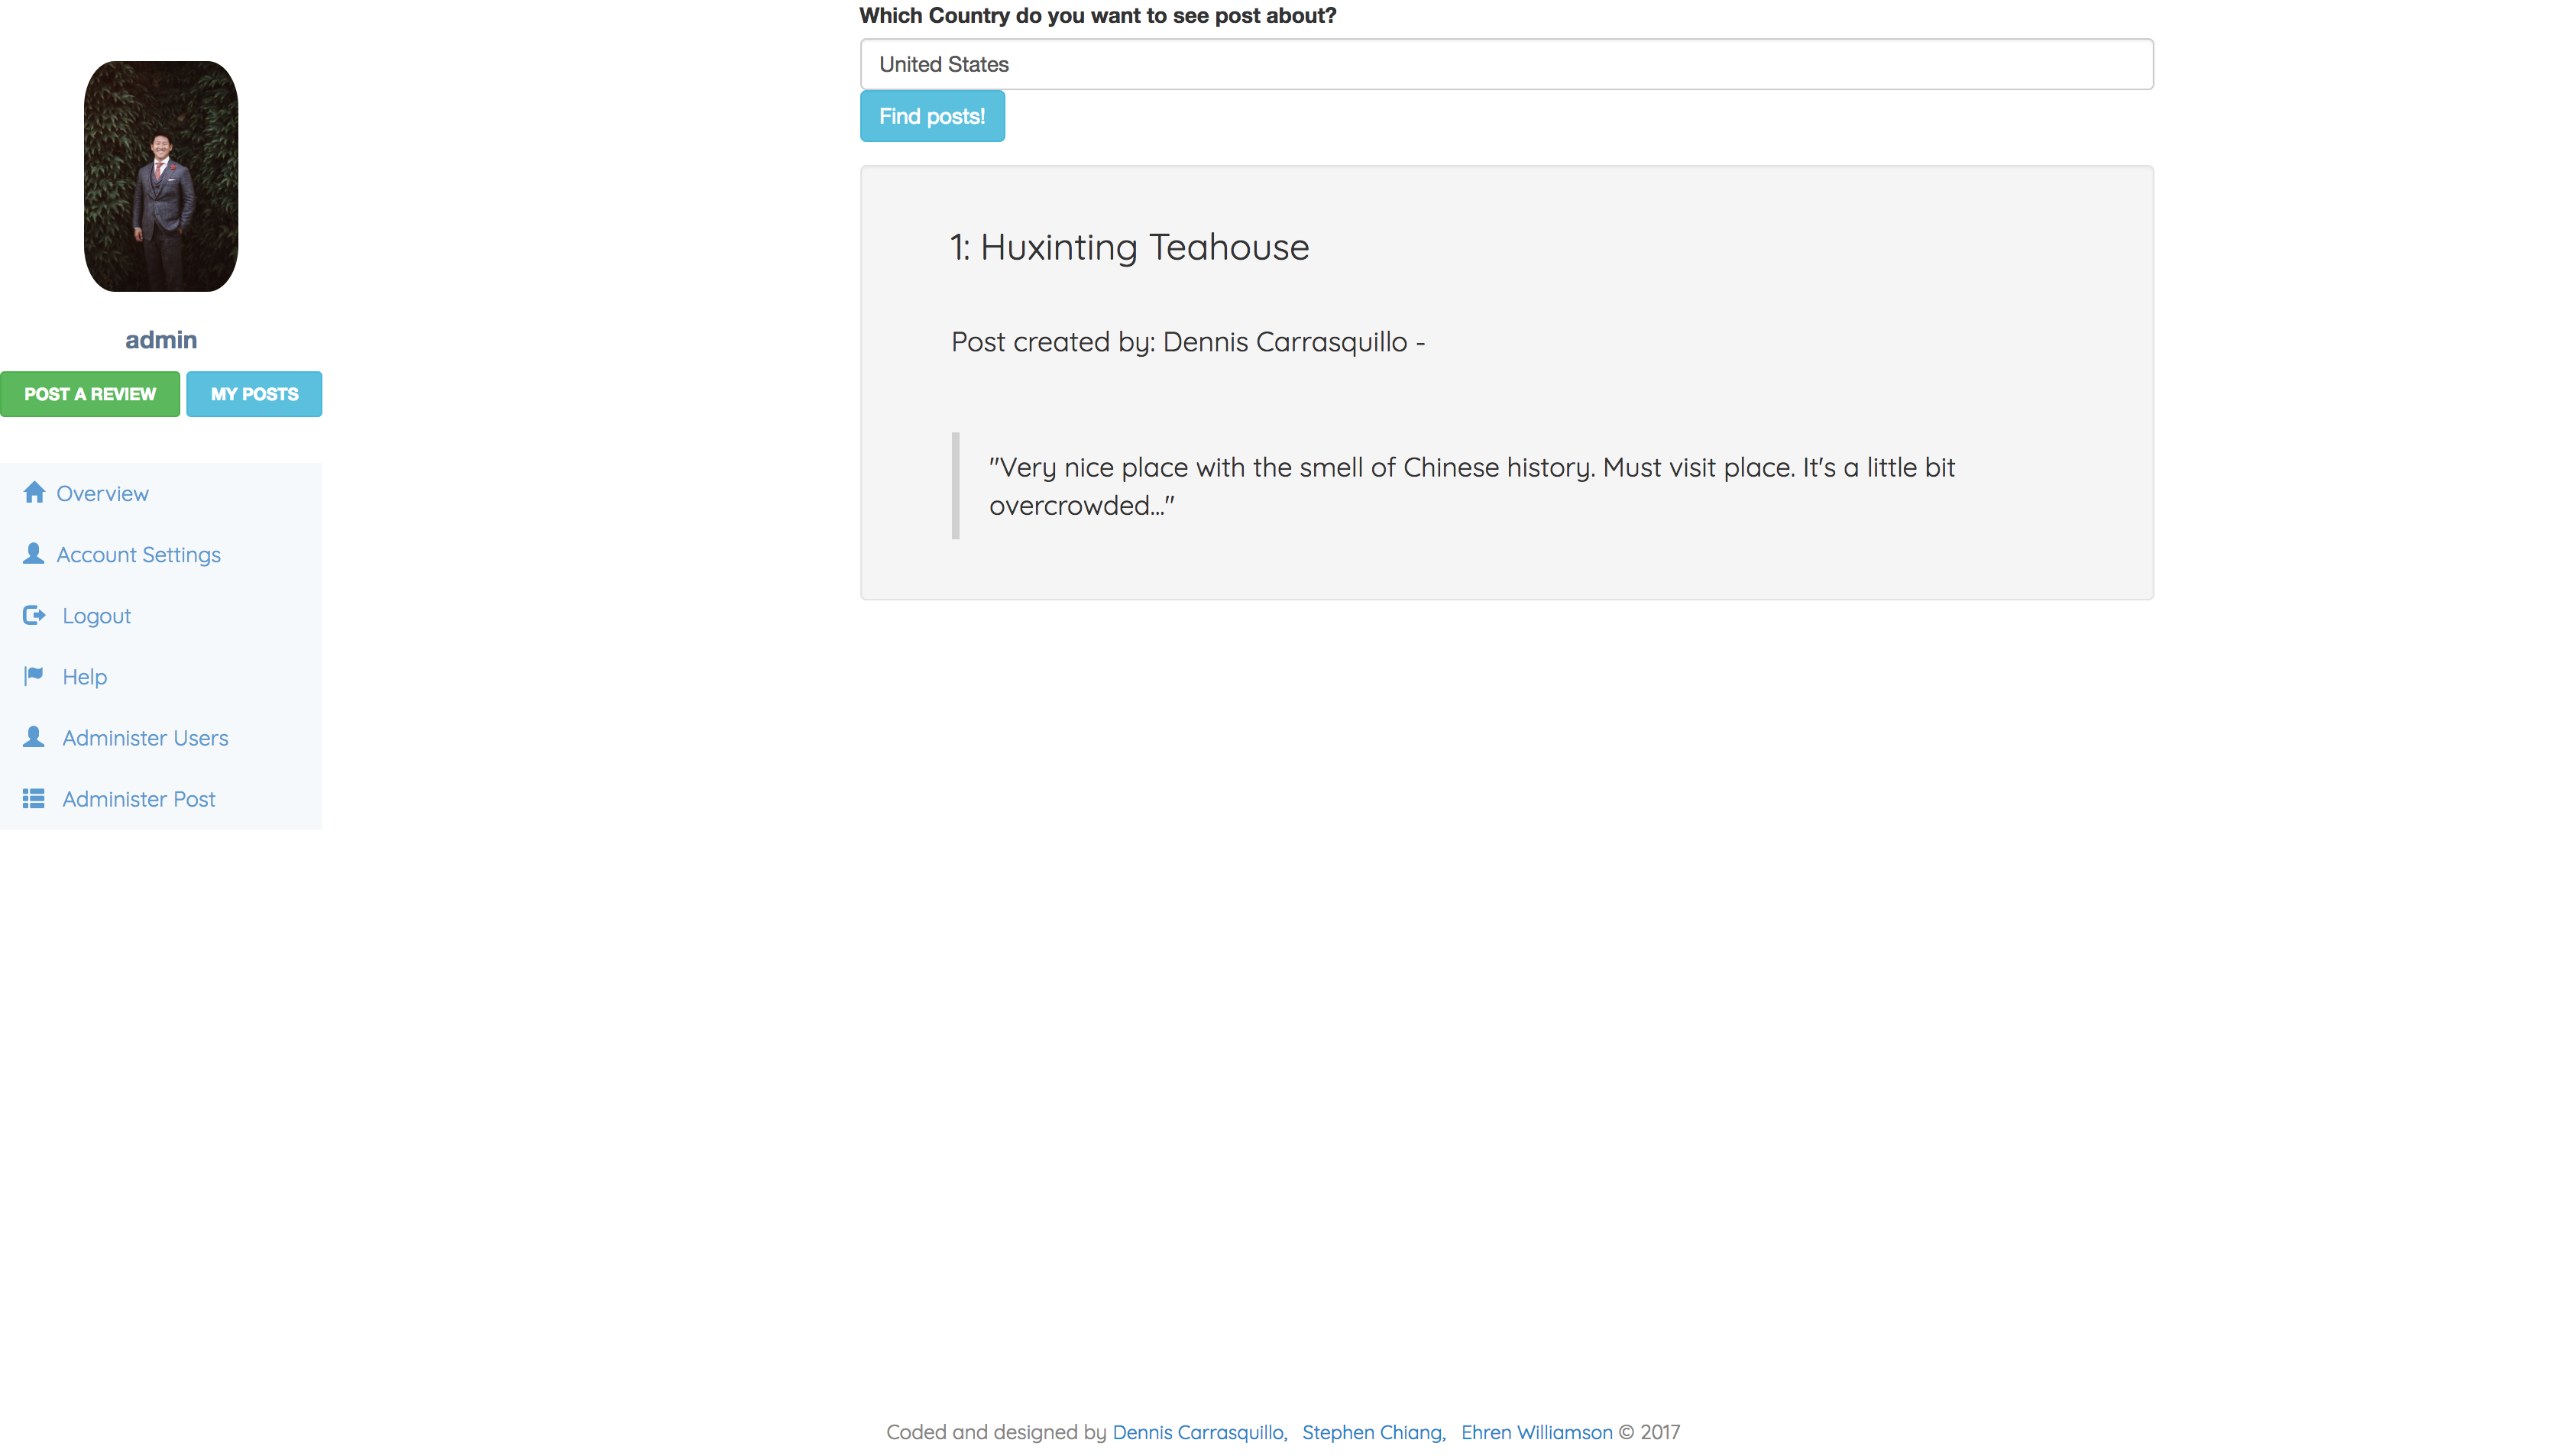 Which Country do you want to see post about?
United States
Find posts!
admin
POST A REVIEW MY POSTS
Overview
Account Settings
Logout
Help
Administer Users
Administer Post
1: Huxinting Teahouse
Post created by: Dennis Carrasquillo -
"Very nice place with the smell of Chinese history. Must visit place. It's a little bit
overcrowded..."
Coded and designed by Dennis Carrasquillo, Stephen Chiang, Ehren Williamson © 2017